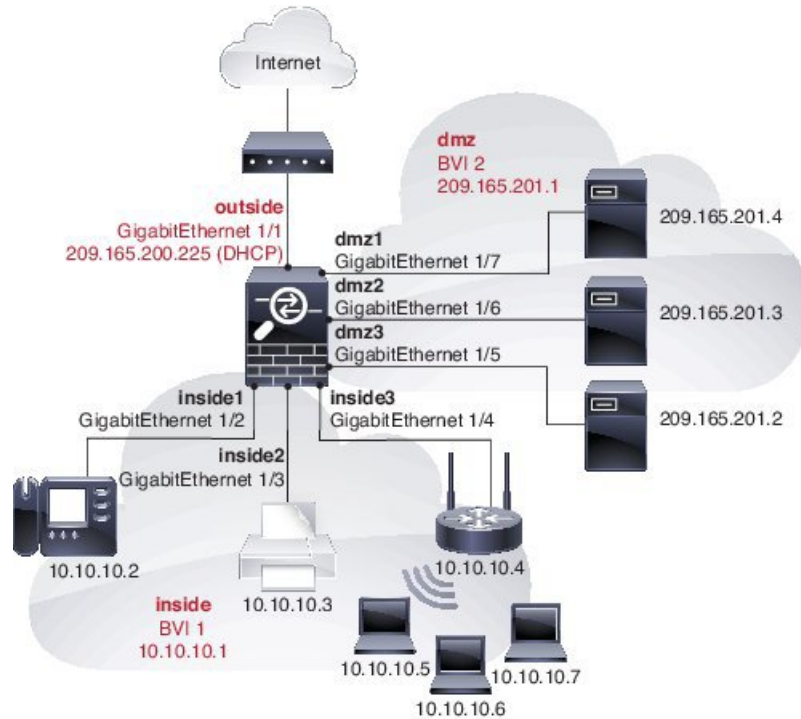 Internet
dmz
BVI 2
209.165.201.1
outside
GigabitEthernet 1/1
209.165.200.225 (DHCP)
209.165.201.4
dmz1
GigabitEthernet 1/7
dmz2
GigabitEthernet 1/6
209.165.201.3
dmz3
GigabitEthernet 1/5
inside1
GigabitEthernet 1/2
inside3
GigabitEthernet 1/4
209.165.201.2
inside2
GigabitEthernet 1/3
10.10.10.2
10.10.10.3
10.10.10.4
inside
BVI 1
10.10.10.1
10.10.10.5
10.10.10.6
10.10.10.7